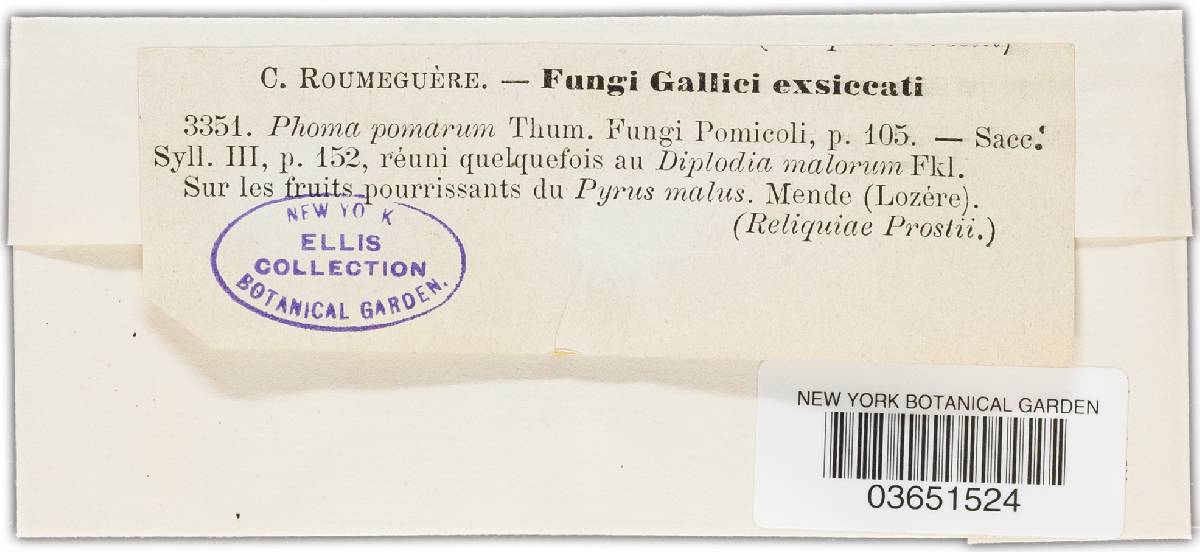 C. ROUMEGUÈRE. — Fungi Gallici exsiccati
3351. Phoma pomarum Thum. Fungi Pomicoli, p. 105. — Sacc.
Syll. III, p. 152, réuni quelquefois au Diplodia malorum Fkl.
Sur les fruits pourrissants du Pyrus malus. Mende (Lozére).
(Reliquiae Prostii.)
NEW YO K
ELLIS
COLLECTION
BOTANICAL GARDEN.
NEW YORK BOTANICAL GARDEN
03651524